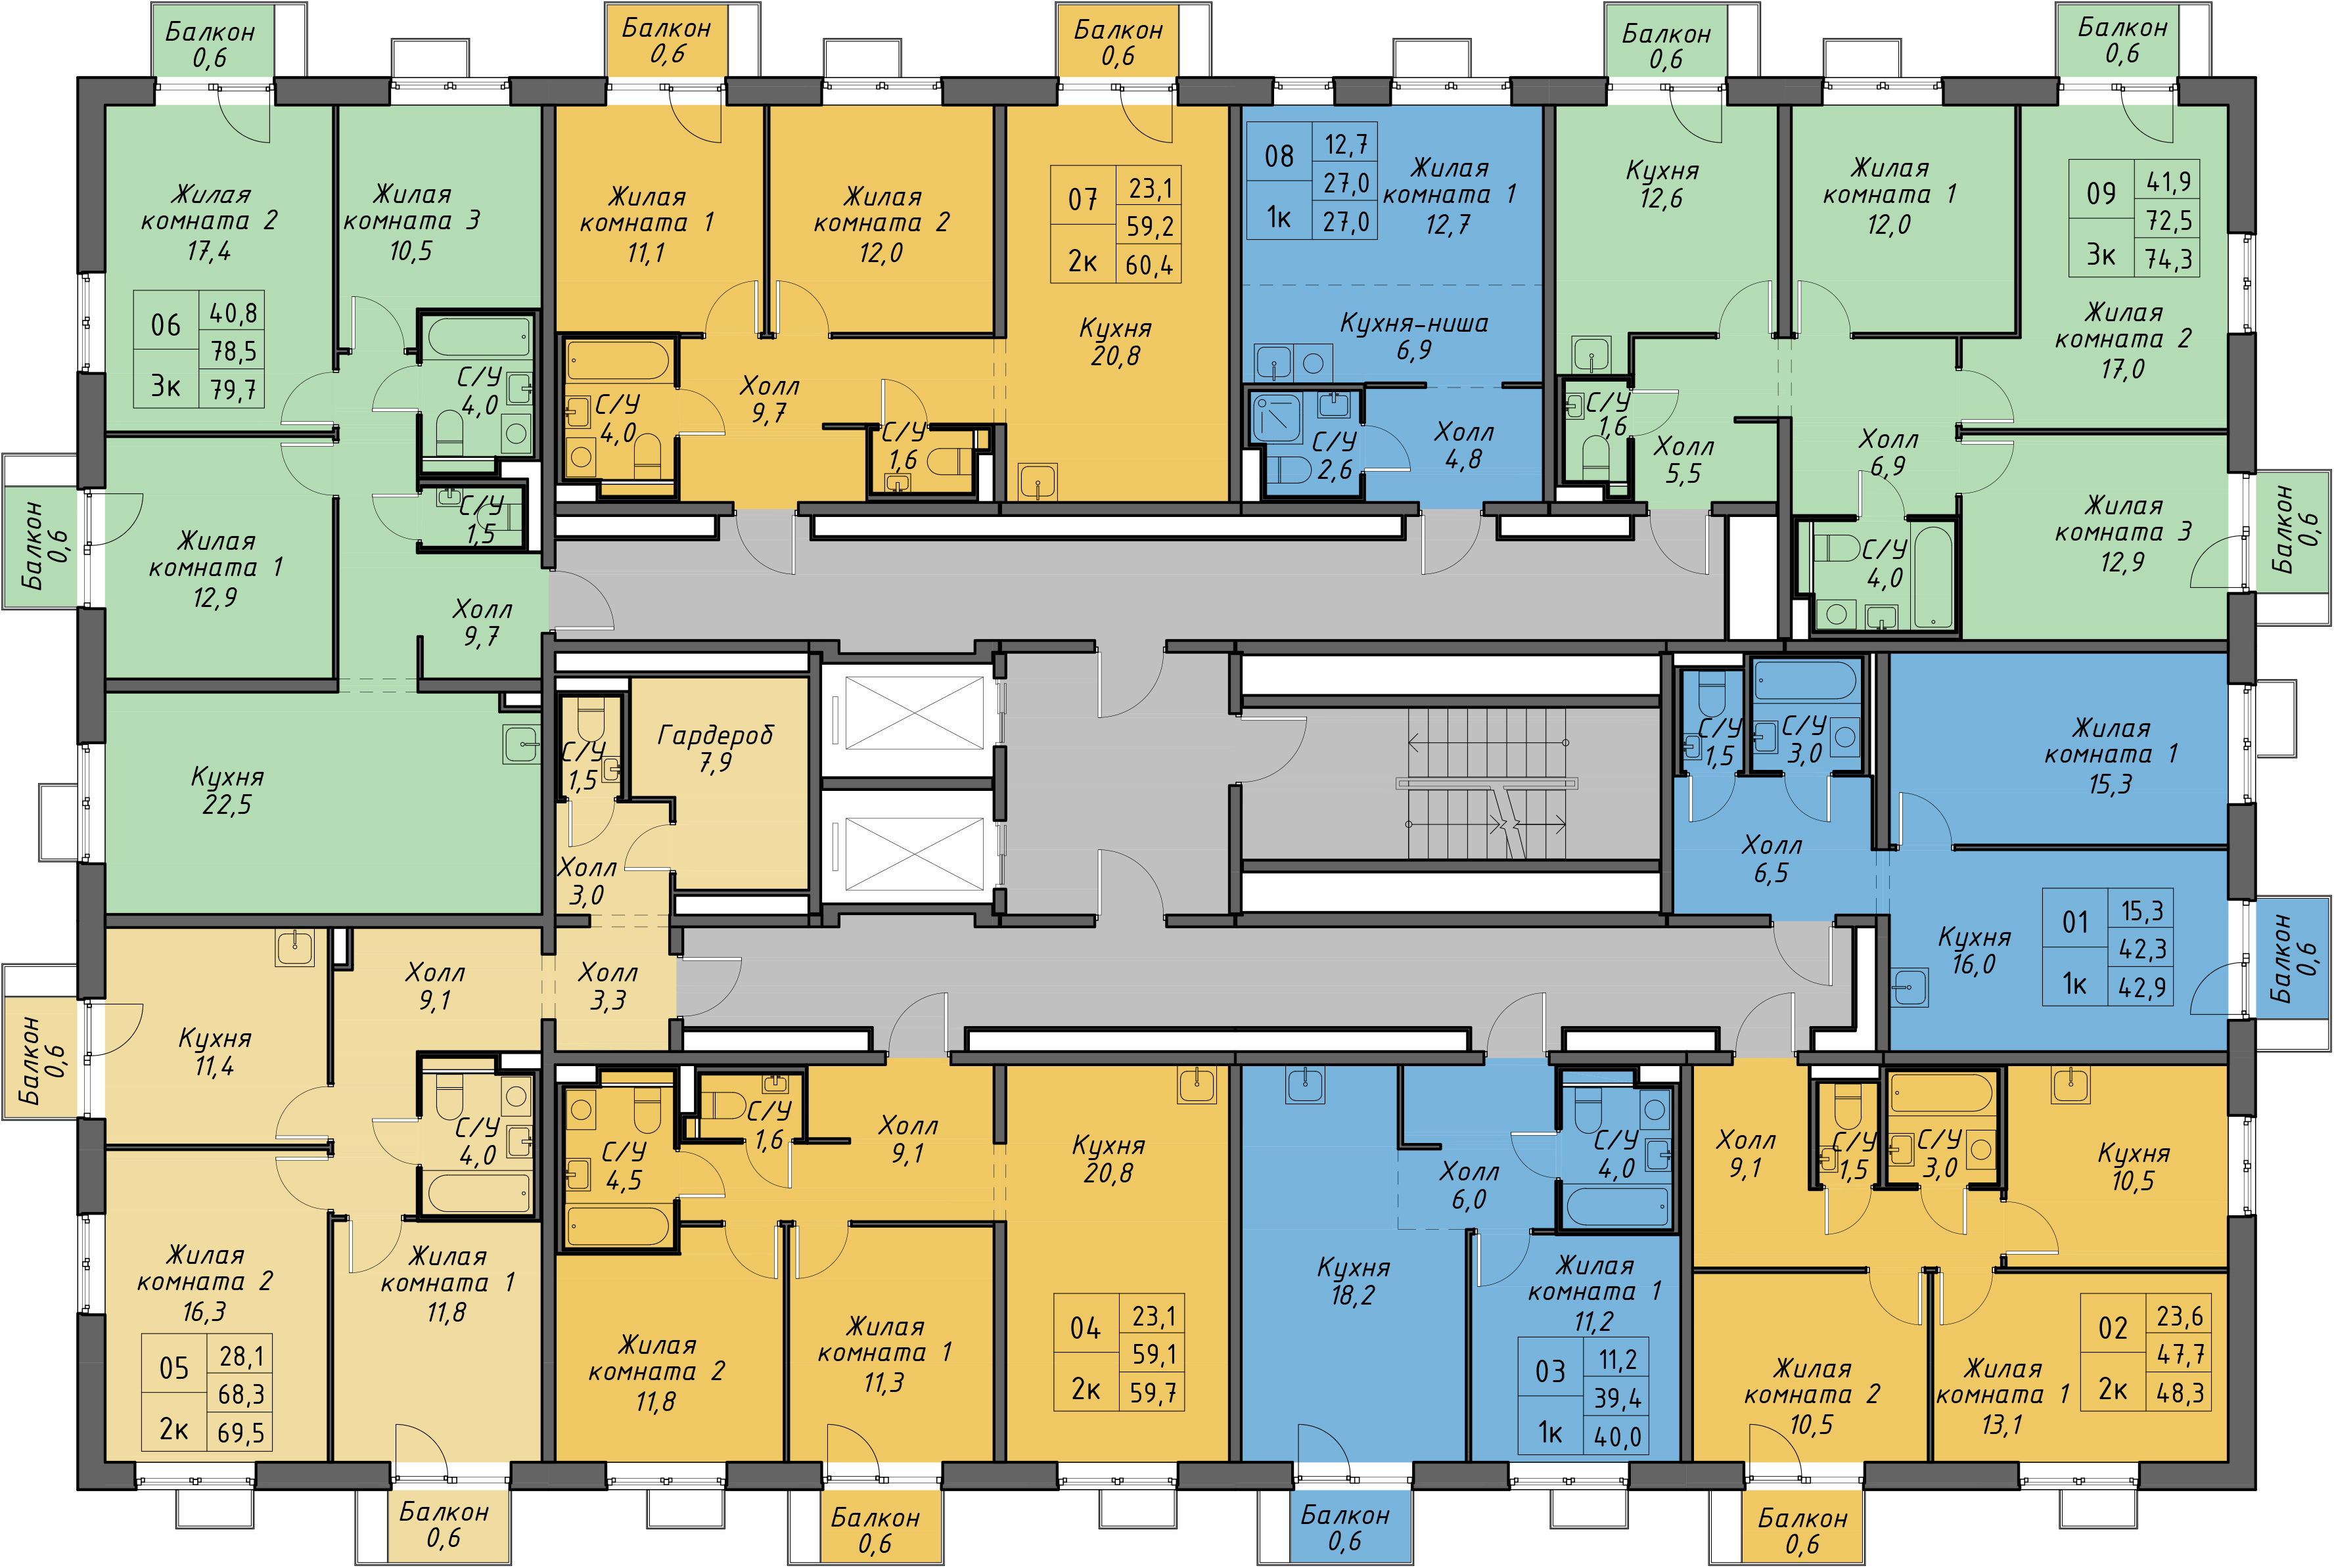 Балкон
0,6
Балкон
0,6
Балкон
0,6
Балкон
0,6
Балкон
0,6
Жилая
комната 2
17,4
06
3к
40,8
78,5
79,7
Жилая
комната 3
10,5
С/У
4,0
С/У
1,5
Балкон
0,6
Жилая
комната 1
12,9
Холл
9,7
Кухня
22,5
Жилая
комната 1
11,1
Жилая
комната 2
12,0
07
2к
23,1
59,2
60,4
Кухня
20,8
С/У
4,0
Холл
9,7
С/У
1,6
08
1к
12,7
27,0
27,0
Жилая
комната 1
12,7
Кухня-ниша
6,9
С/У
2,6
Холл
4,8
Кухня
12,6
Жилая
комната 1
12,0
09
3к
41,9
72,5
74,3
Жилая
комната 2
17,0
С/У
1,6
Холл
5,5
Холл
6,9
Жилая
комната 3
12,9
С/У
4,0
Балкон
0,6
Гардероб
7,9
С/У
1,5
Холл
3,0
С/У
1,5
С/У
3,0
Жилая
комната 1
15,3
Холл
6,5
Кухня
16,0
01
1к
15,3
42,3
42,9
Балкон
0,6
Балкон
0,6
Кухня
11,4
Холл
9,1
Холл
3,3
С/У
4,0
Жилая
комната 2
16,3
05
2к
28,1
68,3
69,5
Жилая
комната 1
11,8
С/У
4,5
С/У
1,6
Холл
9,1
Кухня
20,8
Жилая
комната 2
11,8
Жилая
комната 1
11,3
04
2к
23,1
59,1
59,7
Кухня
18,2
Холл
6,0
С/У
4,0
Жилая
комната 1
11,2
03
1к
11,2
39,4
40,0
Холл
9,1
С/У
1,5
С/У
3,0
Кухня
10,5
Жилая
комната 2
10,5
Жилая
комната 1
13,1
02
2к
23,6
47,7
48,3
Балкон
0,6
Балкон
0,6
Балкон
0,6
Балкон
0,6